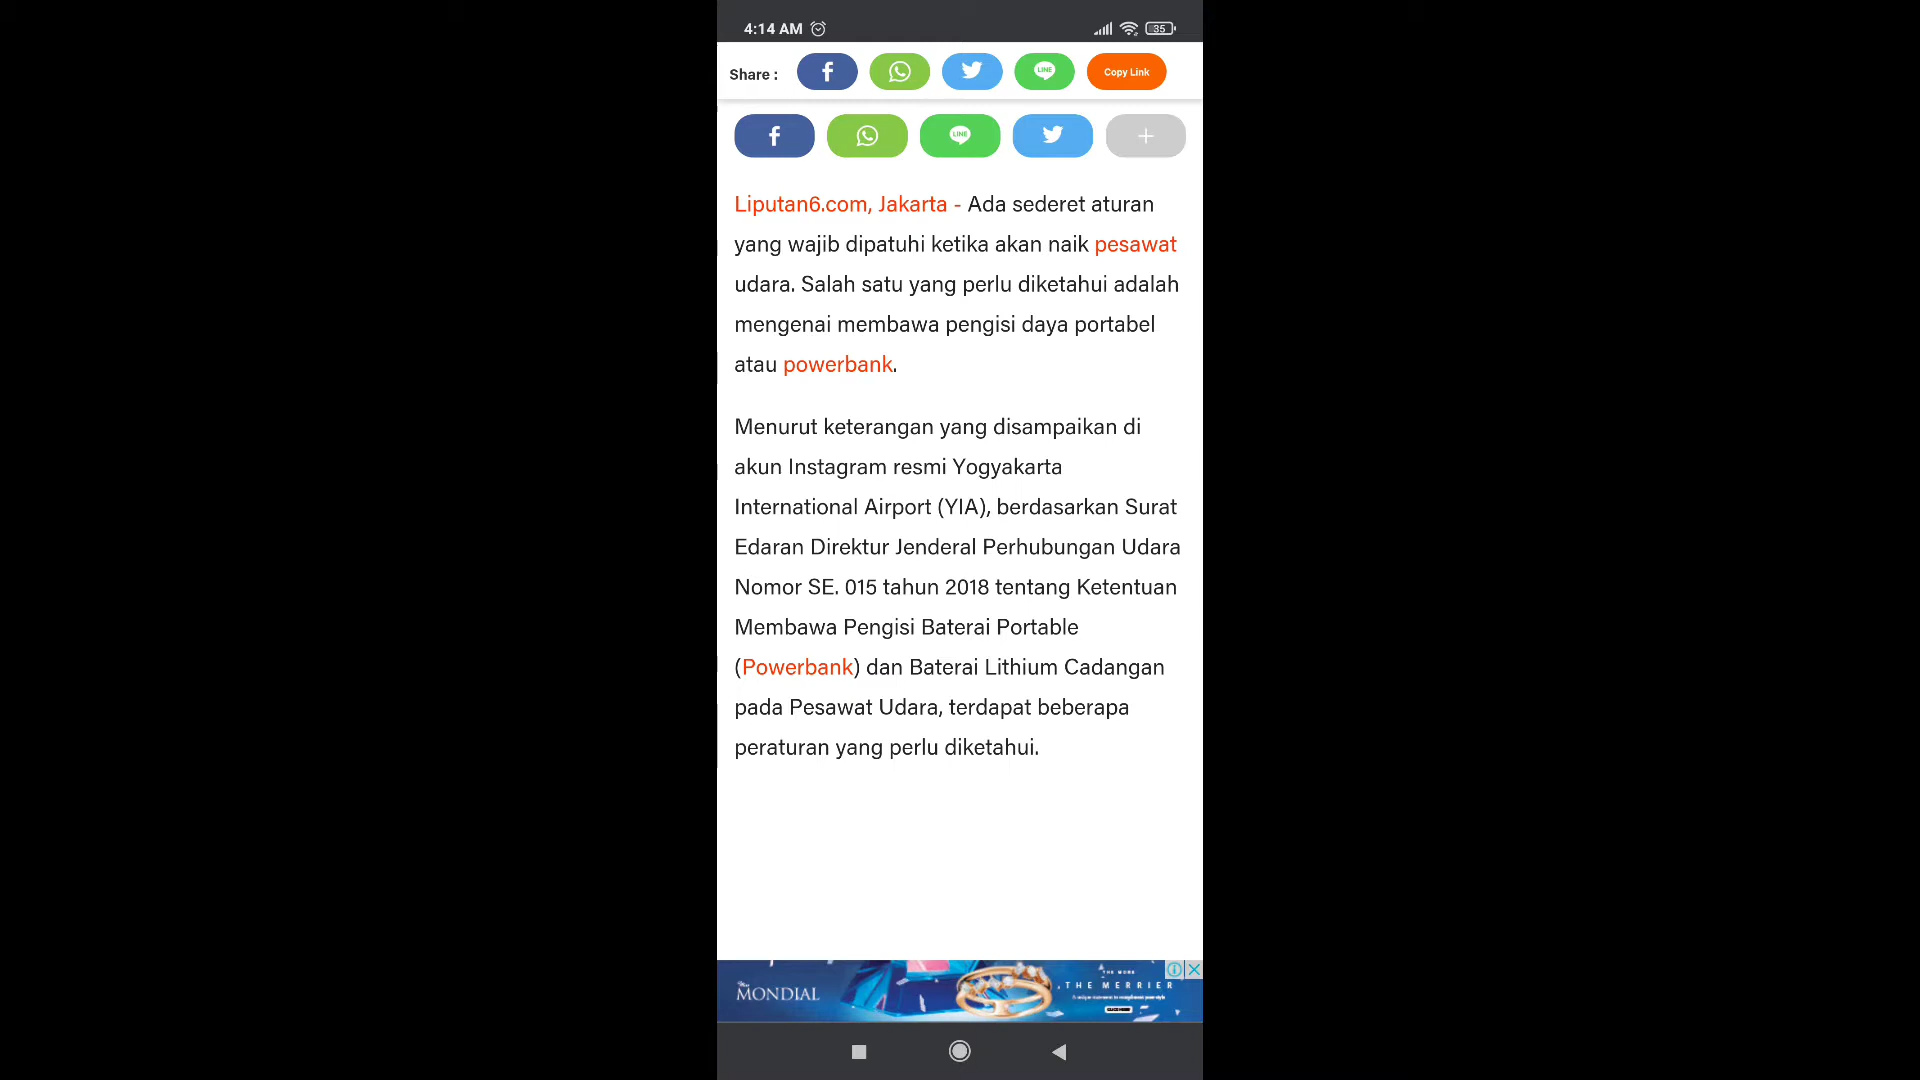 4:14 AM
35
Share :
LINE
Copy Link
LINE
Liputan6.com, Jakarta - Ada sederet aturan
yang wajib dipatuhi ketika akan naik pesawat
udara. Salah satu yang perlu diketahui adalah
mengenai membawa pengisi daya portabel
atau powerbank.
Menurut keterangan yang disampaikan di
akun Instagram resmi Yogyakarta
International Airport (YIA), berdasarkan Surat
Edaran Direktur Jenderal Perhubungan Udara
Nomor SE. 015 tahun 2018 tentang Ketentuan
Membawa Pengisi Baterai Portable
(Powerbank) dan Baterai Lithium Cadangan
pada Pesawat Udara, terdapat beberapa
peraturan yang perlu diketahui.
MONDIAL
THE MORE
THE MERRIER